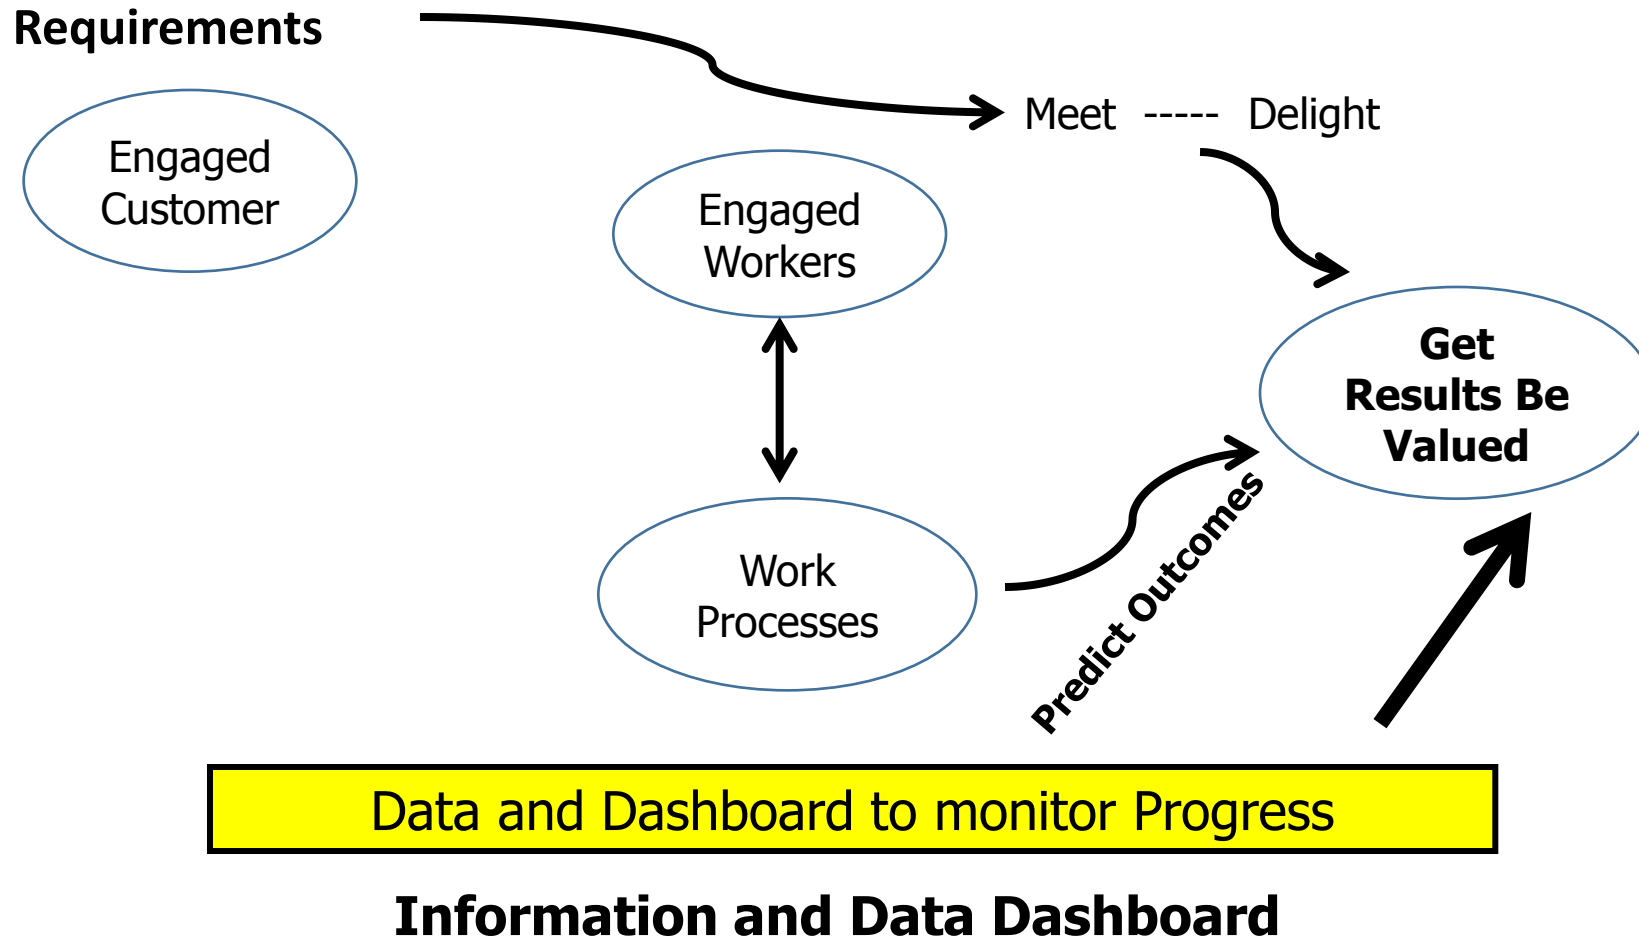 Requirements
Meet ----- Delight
Engaged
Customer
Engaged
Workers
Get
Results Be
Valued
Work
Processes
Predict Outcomes
Data and Dashboard to monitor Progress
Information and Data Dashboard